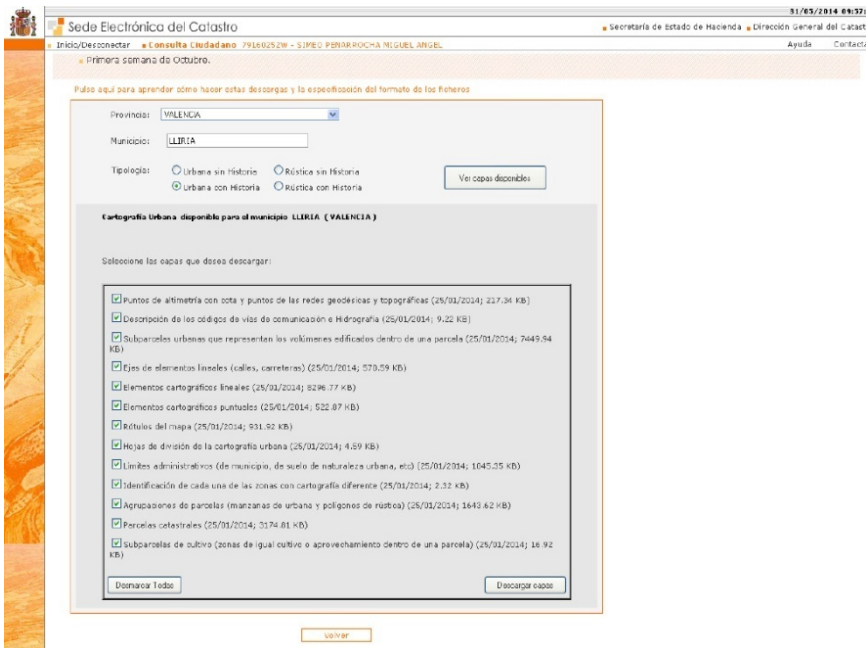 31/05/2014 09:57:
Sede Electrónica del Catastro
Secretaría de Estado de Hacienda Dirección General del Catast
Inicio/Desconectar Consulta Ciudadano 79160252W - SIMEO PENARROCHA MIGUEL ANGEL
Ayuda Contacta
Primera semana de Octubre.
Pulse aquí para aprender cómo hacer estas descargas y la especificación del formato de los ficheros
Provincia: VALENCIA
Municipio: LLIRIA
Tipología: Urbana sin Historia Rústica sin Historia
Urbana con Historia Rústica con Historia
Ver capas disponibles
Cartografía Urbana disponible para el municipio LLIRIA ( VALENCIA )
Seleccione las capas que desea descargar:
Puntos de altimetría con cota y puntos de las redes geodésicas y topográficas (25/01/2014; 217.34 KB)
Descripción de los códigos de vías de comunicación e Hidrografía (25/01/2014; 9.22 KB)
Subparcelas urbanas que representan los volúmenes edificados dentro de una parcela (25/01/2014; 7449.94
KB)
Ejes de elementos lineales (calles, carreteras) (25/01/2014; 570.59 KB)
Elementos cartográficos lineales (25/01/2014; 8296.77 KB)
Elementos cartográficos puntuales (25/01/2014; 522.87 KB)
Rótulos del mapa (25/01/2014; 931.92 KB)
Hojas de división de la cartografía urbana (25/01/2014; 4.59 KB)
Limites administrativos (de municipio, de suelo de naturaleza urbana, etc) (25/01/2014; 1045.35 KB)
Identificación de cada una de las zonas con cartografía diferente (25/01/2014; 2.32 KB)
Agrupaciones de parcelas (manzanas de urbana y polígonos de rústica) (25/01/2014; 1643.62 KB)
Parcelas catastrales (25/01/2014; 3174.81 KB)
Subparcelas de cultivo (zonas de igual cultivo o aprovechamiento dentro de una parcela) (25/01/2014; 16.92
KB)
Desmarcar Todas
Descargar capas
Volver